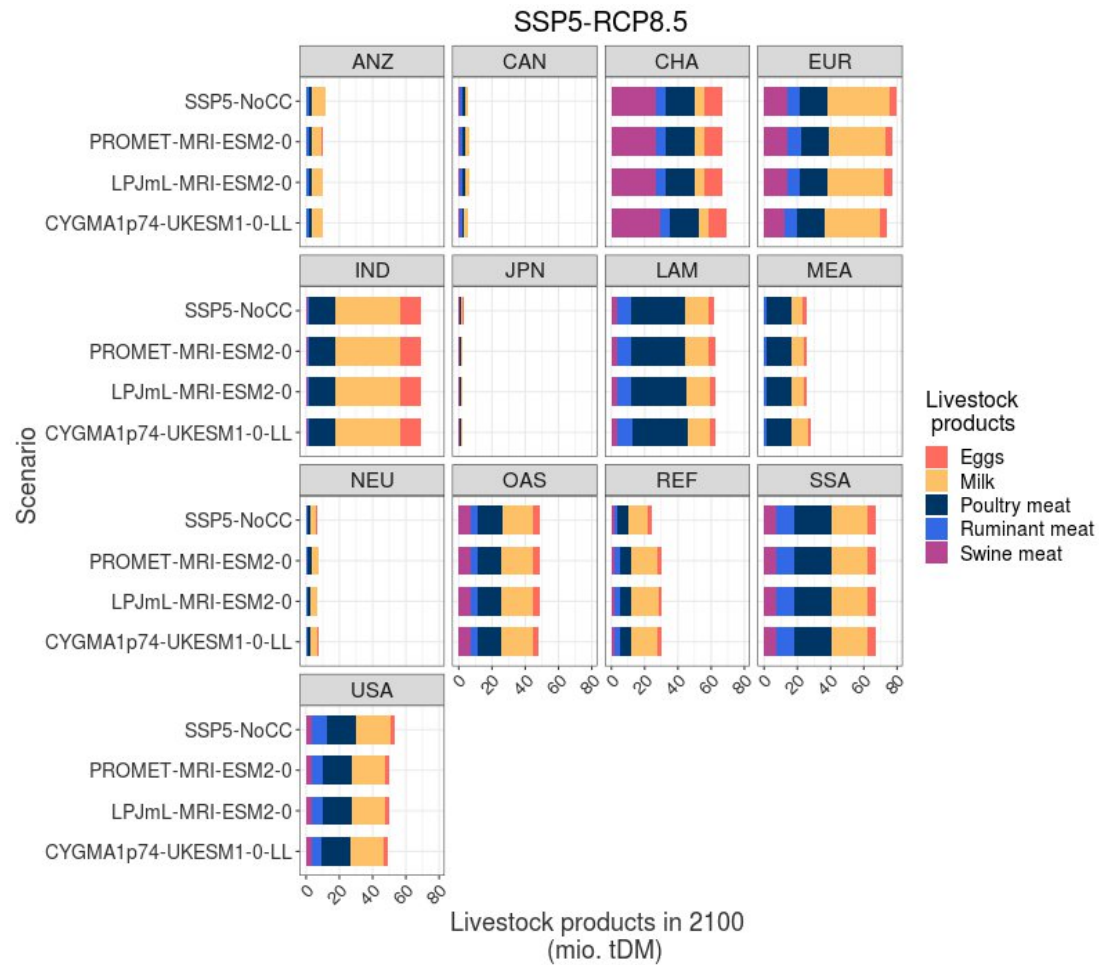 SSP5-RCP8.5
ANZ CAN CHA EUR
SSP5-NoCC
PROMET-MRI-ESM2-0
LPJmL-MRI-ESM2-0
CYGMA1p74-UKESM1-0-LL
IND JPN LAM MEA
SSP5-NoCC
PROMET-MRI-ESM2-0
LPJmL-MRI-ESM2-0
CYGMA1p74-UKESM1-0-LL
NEU OAS REF SSA
SSP5-NoCC
PROMET-MRI-ESM2-0
LPJmL-MRI-ESM2-0
CYGMA1p74-UKESM1-0-LL
0 20 40 60 80 0 20 40 60 80 0 20 40 60 80
USA
SSP5-NoCC
PROMET-MRI-ESM2-0
LPJmL-MRI-ESM2-0
CYGMA1p74-UKESM1-0-LL
0 20 40 60 80
Scenario
Livestock products in 2100
(mio. tDM)
Livestock
products
Eggs
Milk
Poultry meat
Ruminant meat
Swine meat